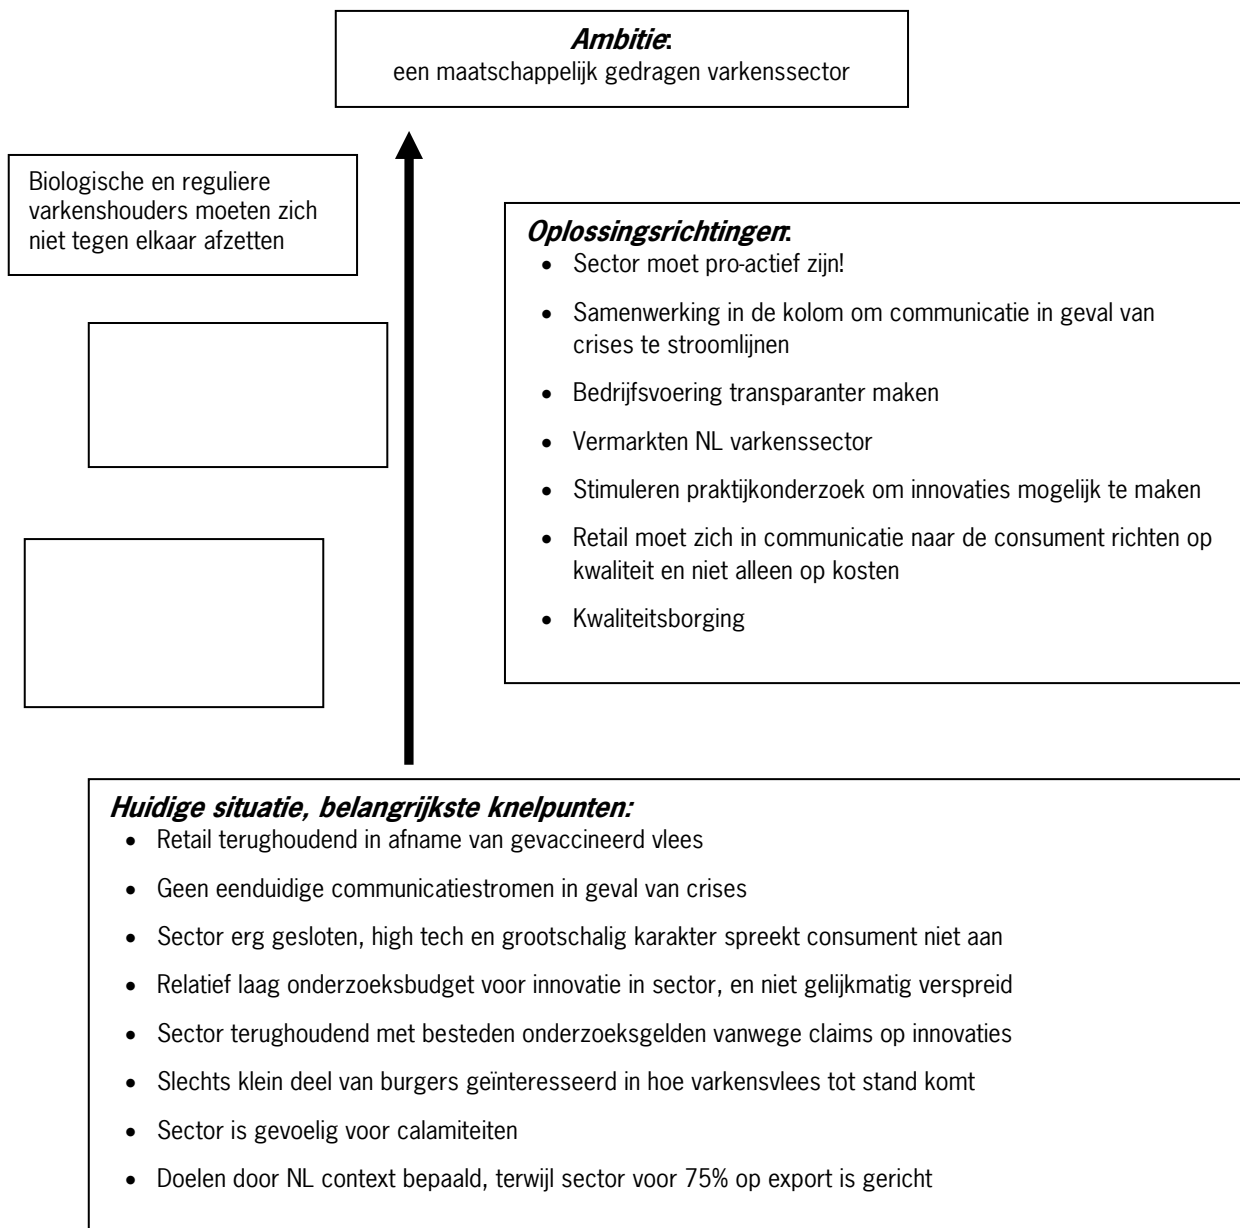 Ambitie:
een maatschappelijk gedragen varkenssector
Biologische en reguliere
varkenshouders moeten zich
niet tegen elkaar afzetten
Oplossingsrichtingen:
• Sector moet pro-actief zijn!
• Samenwerking in de kolom om communicatie in geval van
crises te stroomlijnen
• Bedrijfsvoering transparanter maken
• Vermarkten NL varkenssector
• Stimuleren praktijkonderzoek om innovaties mogelijk te maken
• Retail moet zich in communicatie naar de consument richten op
kwaliteit en niet alleen op kosten
• Kwaliteitsborging
Huidige situatie, belangrijkste knelpunten:
• Retail terughoudend in afname van gevaccineerd vlees
• Geen eenduidige communicatiestromen in geval van crises
• Sector erg gesloten, high tech en grootschalig karakter spreekt consument niet aan
• Relatief laag onderzoeksbudget voor innovatie in sector, en niet gelijkmatig verspreid
• Sector terughoudend met besteden onderzoeksgelden vanwege claims op innovaties
• Slechts klein deel van burgers geïnteresseerd in hoe varkensvlees tot stand komt
• Sector is gevoelig voor calamiteiten
• Doelen door NL context bepaald, terwijl sector voor 75% op export is gericht